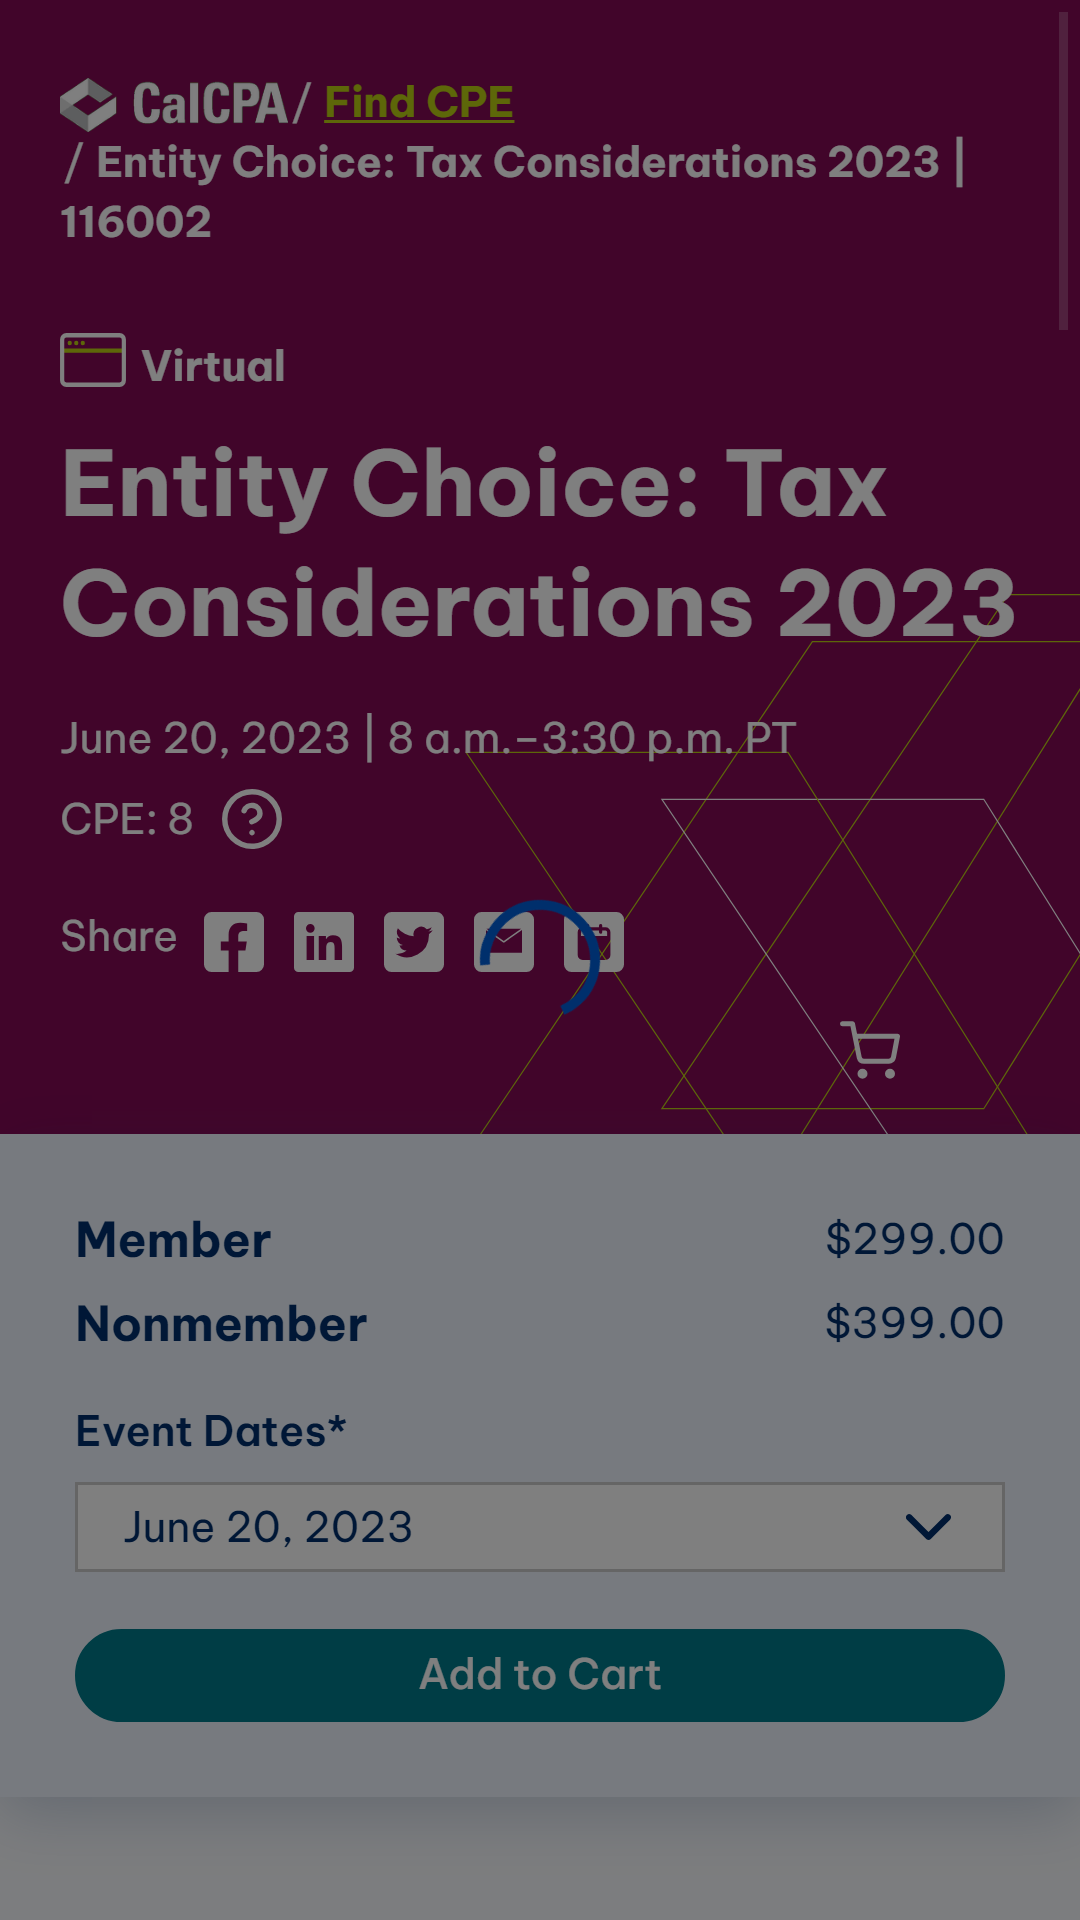 CalCPA / Find CPE
/ Entity Choice: Tax Considerations 2023 |
116002
Virtual
Entity Choice: Tax
Considerations 2023
June 20, 2023 | 8 a.m.–3:30 p.m. PT
CPE: 8 ?
Share
Member $299.00
Nonmember $399.00
Event Dates*
June 20, 2023
Add to Cart